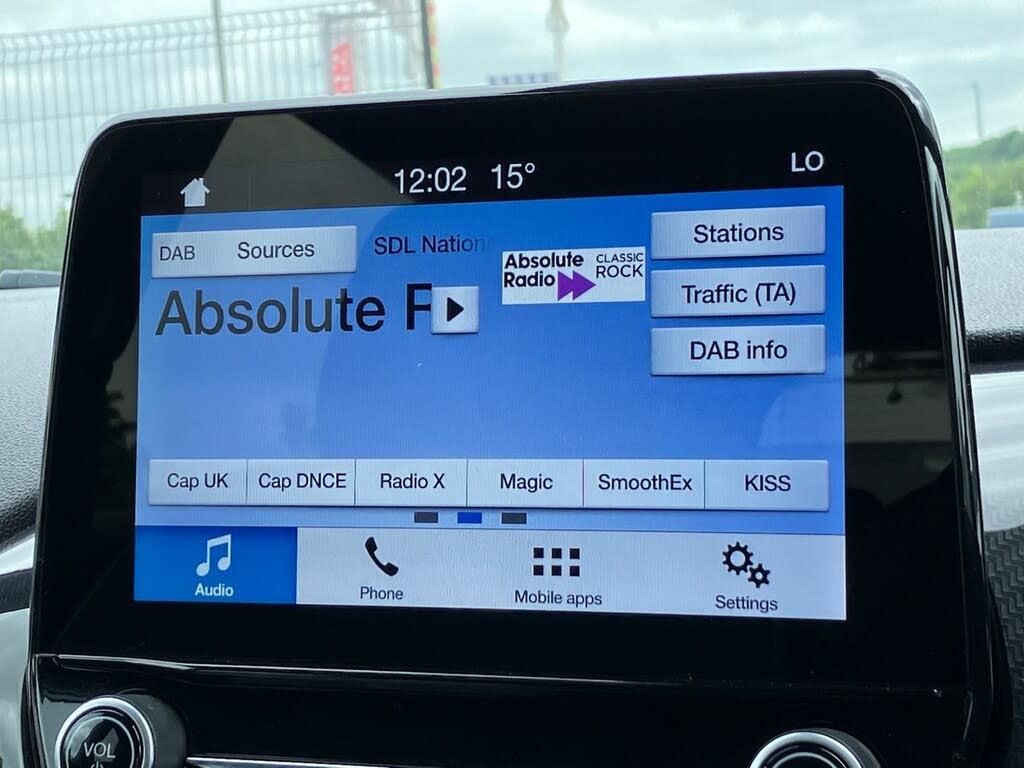 12:02 15° LO
DAB Sources
SDL Nation
Absolute R
Absolute
Radio
CLASSIC
ROCK
Stations
Traffic (TA)
DAB info
Cap UK Cap DNCE Radio X Magic SmoothEx KISS
Audio Phone Mobile apps Settings
VOL